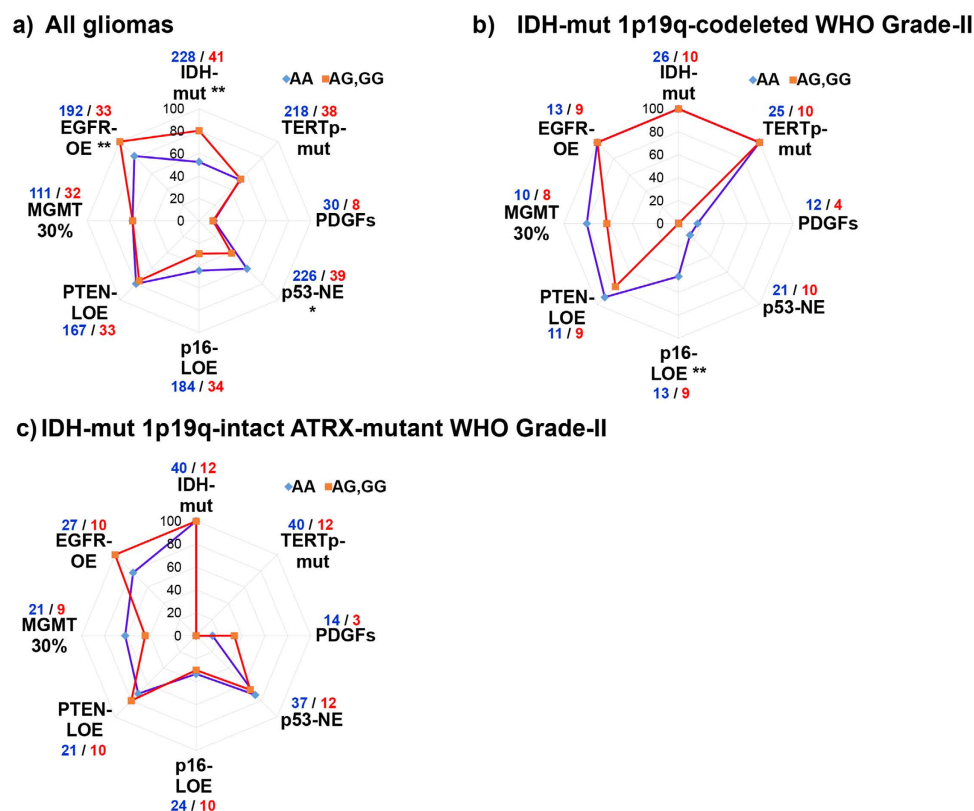 a) All gliomas
228 / 41
IDH-
mut **
AA AG,GG
218 / 38
TERTp-
mut
30 / 8
PDGFs
226 / 39
p53-NE
*
p16-
LOE
184 / 34
PTEN-
LOE
167 / 33
111 / 32
MGMT
30%
192 / 33
EGFR-
OE **
100
80
60
40
20
0
b) IDH-mut 1p19q-codeleted WHO Grade-II
26 / 10
IDH-
mut
AA AG,GG
25 / 10
TERTp-
mut
12 / 4
PDGFs
21 / 10
p53-NE
p16-
LOE **
13 / 9
PTEN-
LOE
11 / 9
10 / 8
MGMT
30%
13 / 9
EGFR-
OE
100
80
60
40
20
0
c) IDH-mut 1p19q-intact ATRX-mutant WHO Grade-II
40 / 12
IDH-
mut
AA AG,GG
40 / 12
TERTp-
mut
14 / 3
PDGFs
37 / 12
p53-NE
p16-
LOE
24 / 10
PTEN-
LOE
21 / 10
21 / 9
MGMT
30%
27 / 10
EGFR-
OE
100
80
60
40
20
0